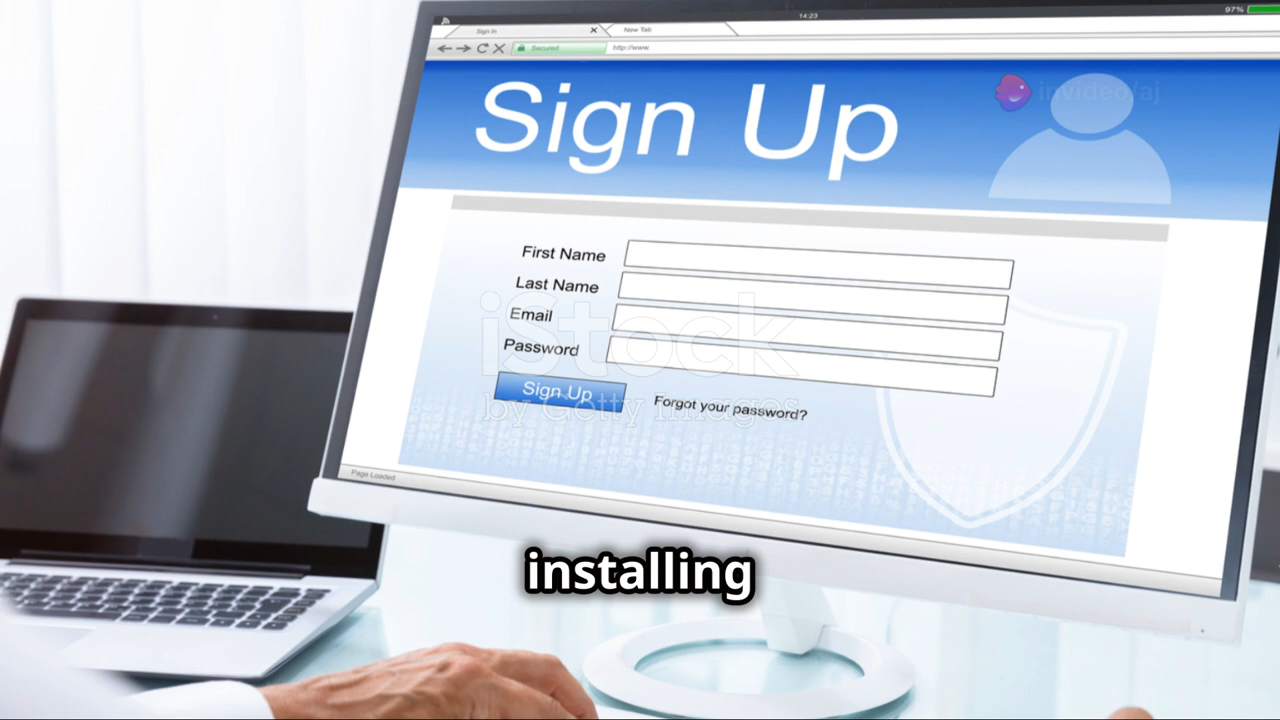 14:23
97%
Sign In
New Tab
Secured
http://www.
Sign Up
invideo/aj
First Name
Last Name
Email
Password
Sign Up
Forgot your password?
iStock
by Getty Images
Page Loaded
installing